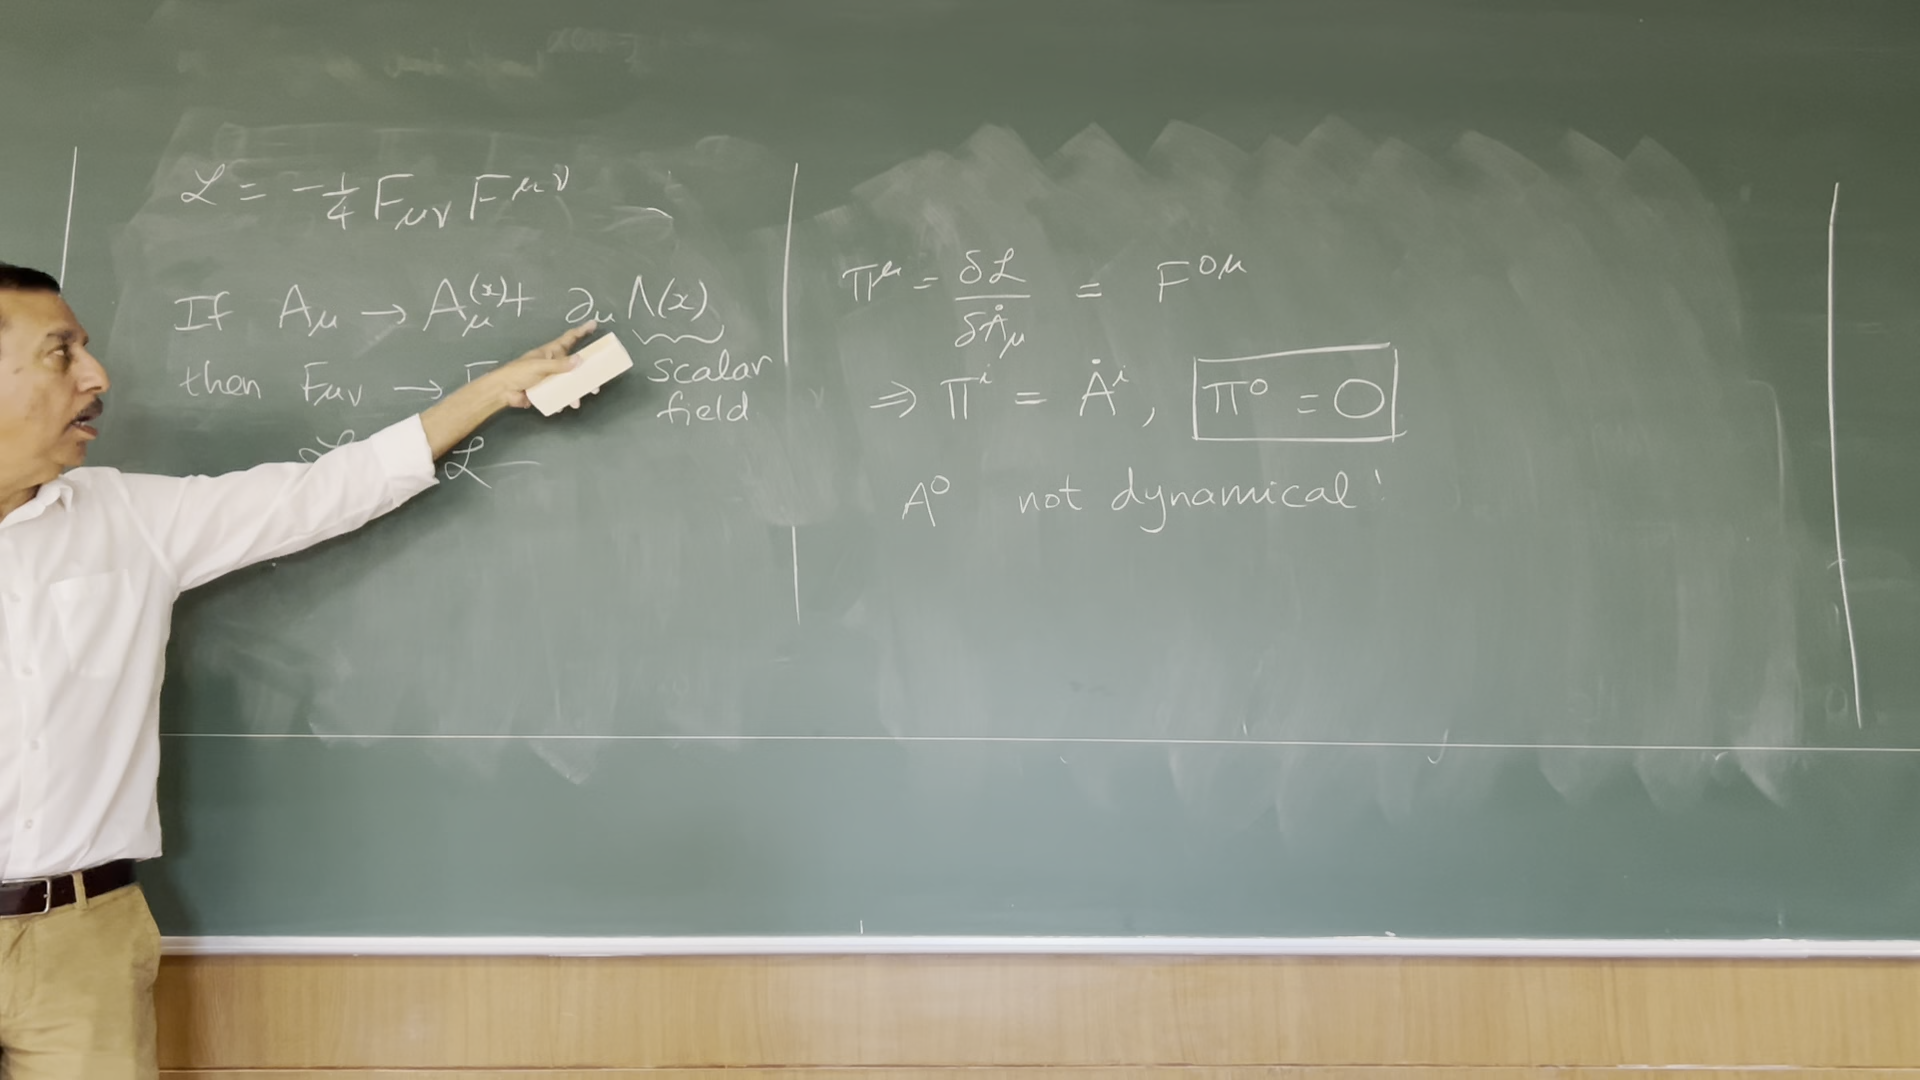 ℒ = -1/4 F_μν F^μν
If A_μ → A_μ^(x) + ∂_μ Λ(x)
then F_μν → F
scalar
field
ℒ ℒ
Π^μ = δℒ/δȦ_μ = F^0μ
⇒ Π^i = Ȧ^i , Π^0 = 0
A^0 not dynamical !